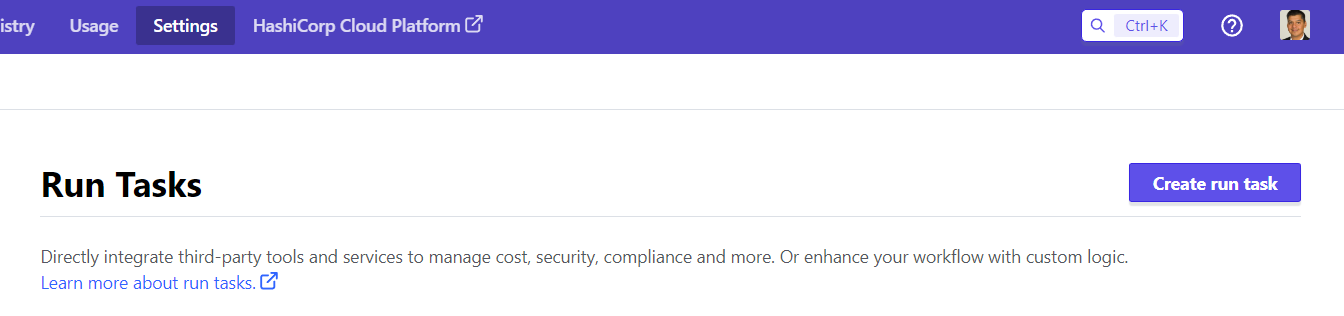 istry Usage Settings HashiCorp Cloud Platform Ctrl+K
Run Tasks Create run task
Directly integrate third-party tools and services to manage cost, security, compliance and more. Or enhance your workflow with custom logic.
Learn more about run tasks.